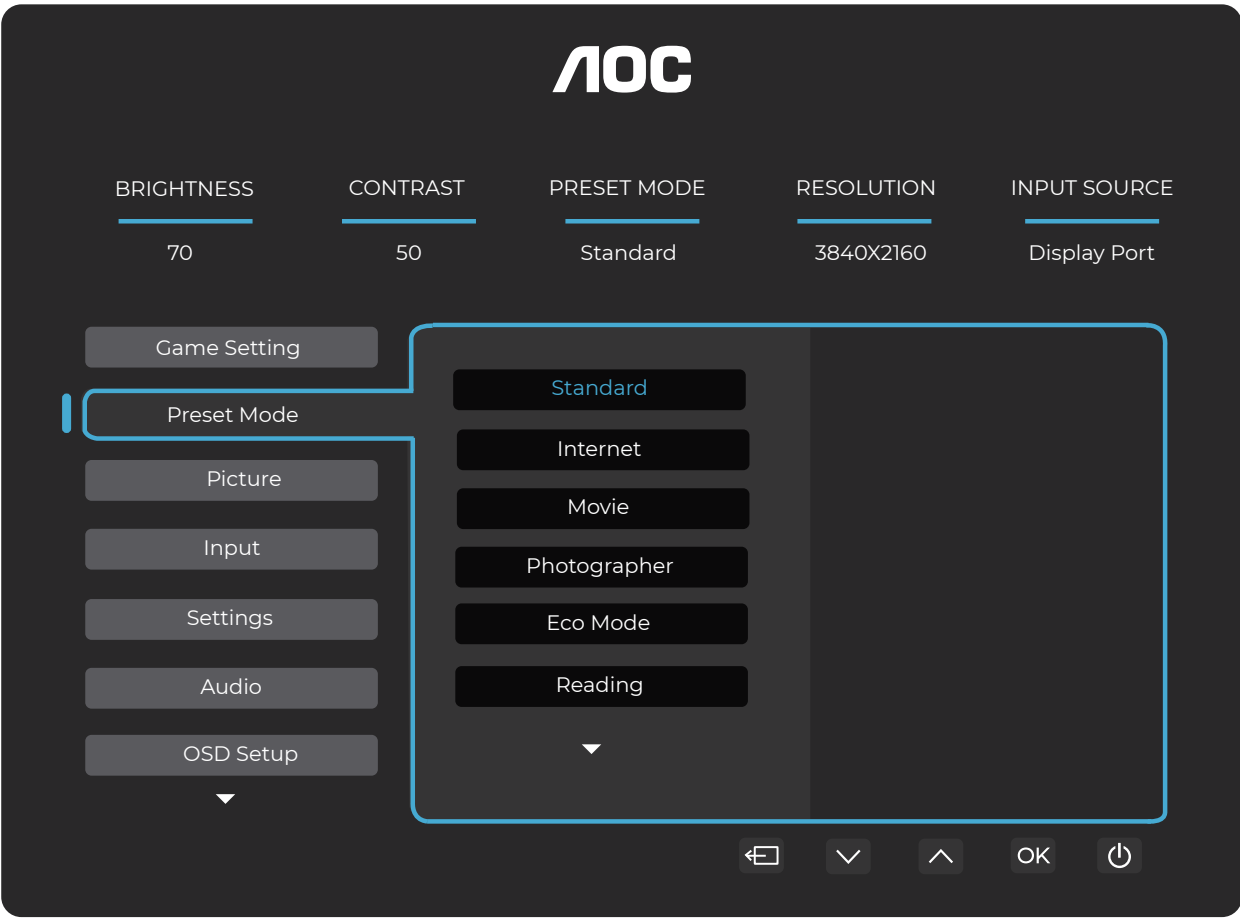 AOC
BRIGHTNESS CONTRAST PRESET MODE RESOLUTION INPUT SOURCE
70 50 Standard 3840X2160 Display Port
Game Setting
Preset Mode
Picture
Input
Settings
Audio
OSD Setup
Standard
Internet
Movie
Photographer
Eco Mode
Reading
OK